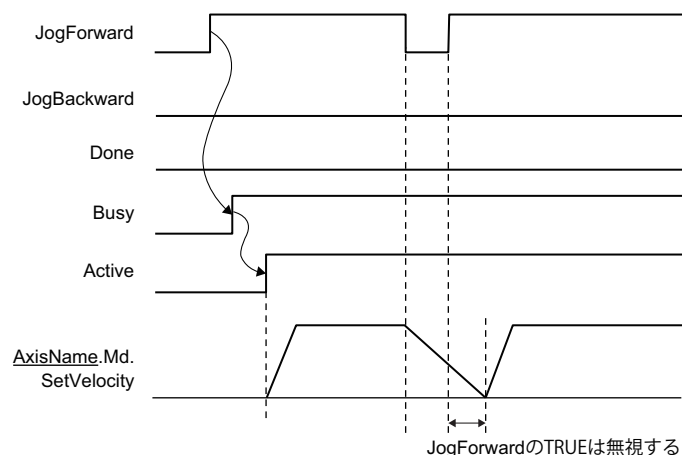 JogForward
JogBackward
Done
Busy
Active
AxisName.Md.
SetVelocity
JogForwardのTRUEは無視する